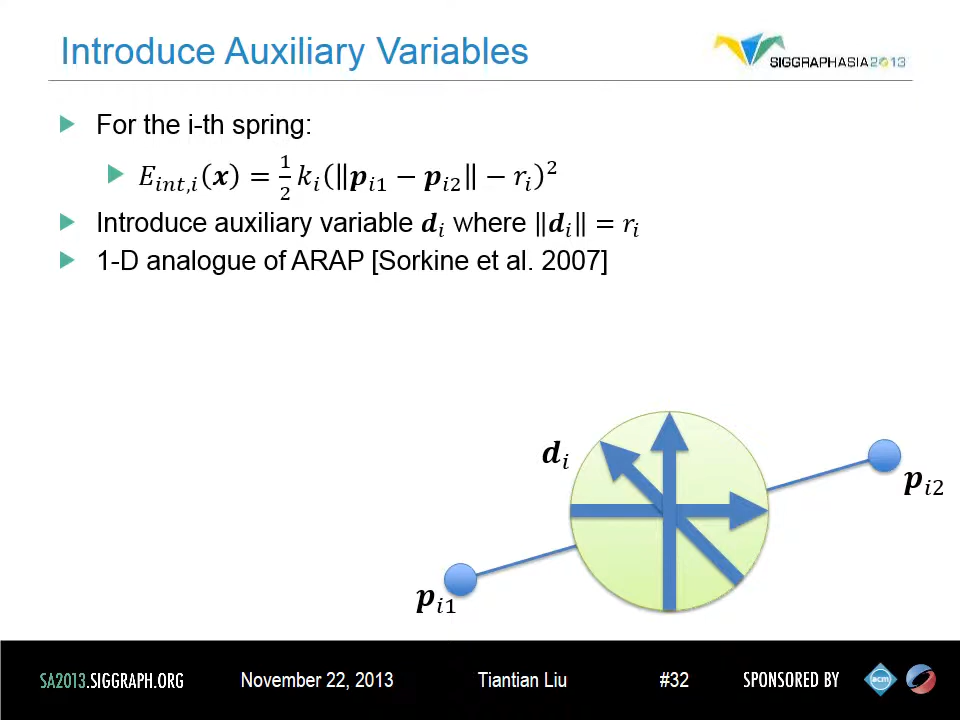 Introduce Auxiliary Variables
SIGGRAPHASIA2013
For the i-th spring:
E_{int,i}(x) = \frac{1}{2} k_i(‖p_{i1} − p_{i2}‖ − r_i)^2
Introduce auxiliary variable d_i where ‖d_i‖ = r_i
1-D analogue of ARAP [Sorkine et al. 2007]
d_i
p_{i2}
p_{i1}
SA2013.SIGGRAPH.ORG November 22, 2013 Tiantian Liu #32 SPONSORED BY acm